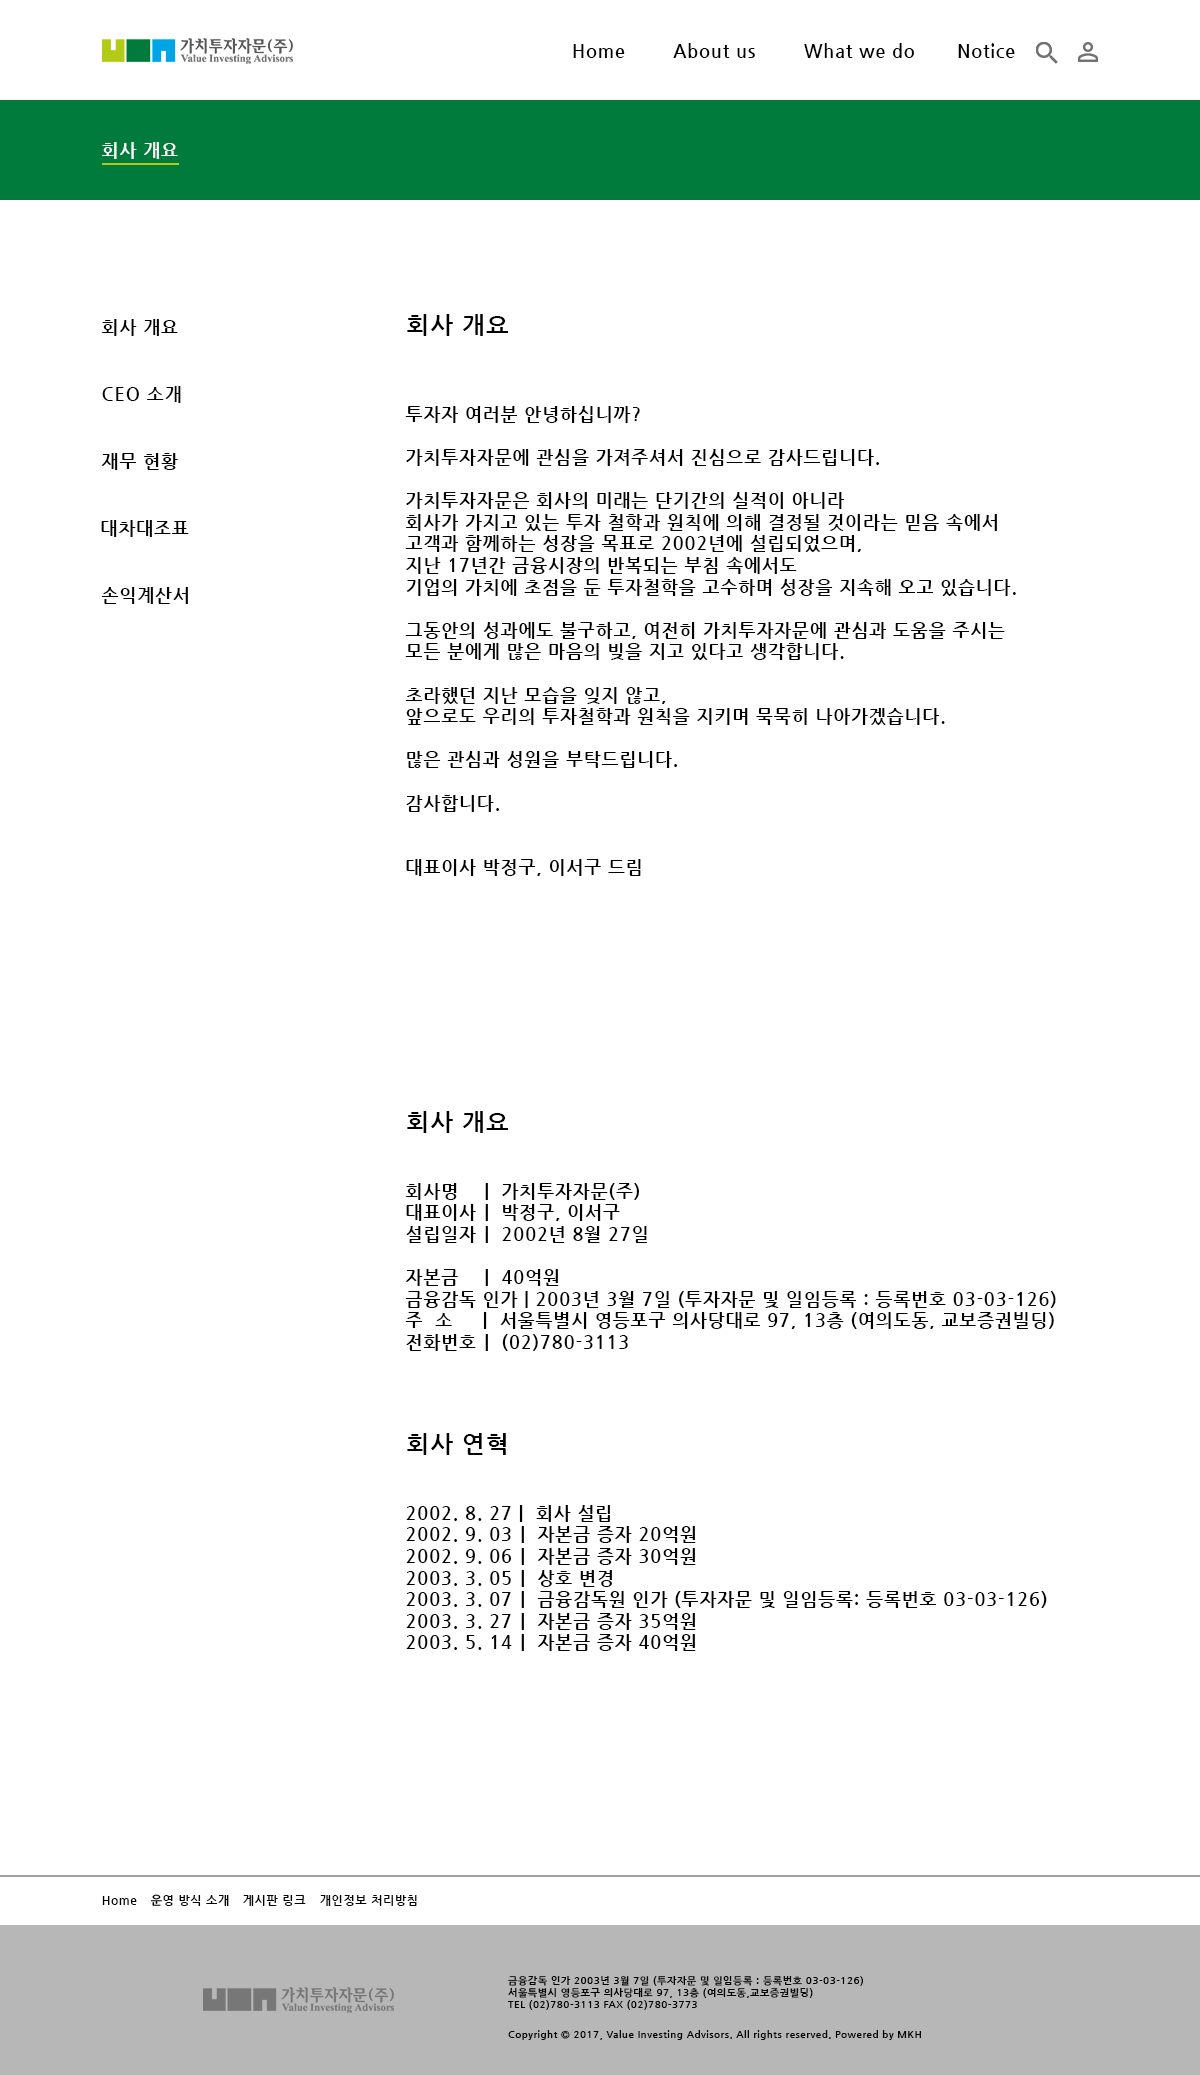 가치투자자문(주)
Value Investing Advisors
Home About us What we do Notice
회사 개요
회사 개요
CEO 소개
재무 현황
대차대조표
손익계산서
회사 개요
투자자 여러분 안녕하십니까?
가치투자자문에 관심을 가져주셔서 진심으로 감사드립니다.
가치투자자문은 회사의 미래는 단기간의 실적이 아니라
회사가 가지고 있는 투자 철학과 원칙에 의해 결정될 것이라는 믿음 속에서
고객과 함께하는 성장을 목표로 2002년에 설립되었으며,
지난 17년간 금융시장의 반복되는 부침 속에서도
기업의 가치에 초점을 둔 투자철학을 고수하며 성장을 지속해 오고 있습니다.
그동안의 성과에도 불구하고, 여전히 가치투자자문에 관심과 도움을 주시는
모든 분에게 많은 마음의 빚을 지고 있다고 생각합니다.
초라했던 지난 모습을 잊지 않고,
앞으로도 우리의 투자철학과 원칙을 지키며 묵묵히 나아가겠습니다.
많은 관심과 성원을 부탁드립니다.
감사합니다.
대표이사 박정구, 이서구 드림
회사 개요
회사명 | 가치투자자문(주)
대표이사 | 박정구, 이서구
설립일자 | 2002년 8월 27일
자본금 | 40억원
금융감독 인가 | 2003년 3월 7일 (투자자문 및 일임등록 : 등록번호 03-03-126)
주 소 | 서울특별시 영등포구 의사당대로 97, 13층 (여의도동, 교보증권빌딩)
전화번호 | (02)780-3113
회사 연혁
2002. 8. 27 | 회사 설립
2002. 9. 03 | 자본금 증자 20억원
2002. 9. 06 | 자본금 증자 30억원
2003. 3. 05 | 상호 변경
2003. 3. 07 | 금융감독원 인가 (투자자문 및 일임등록: 등록번호 03-03-126)
2003. 3. 27 | 자본금 증자 35억원
2003. 5. 14 | 자본금 증자 40억원
Home 운영 방식 소개 게시판 링크 개인정보 처리방침
가치투자자문(주)
Value Investing Advisors
금융감독 인가 2003년 3월 7일 (투자자문 및 일임등록 : 등록번호 03-03-126)
서울특별시 영등포구 의사당대로 97, 13층 (여의도동,교보증권빌딩)
TEL (02)780-3113 FAX (02)780-3773
Copyright © 2017, Value Investing Advisors. All rights reserved. Powered by MKH